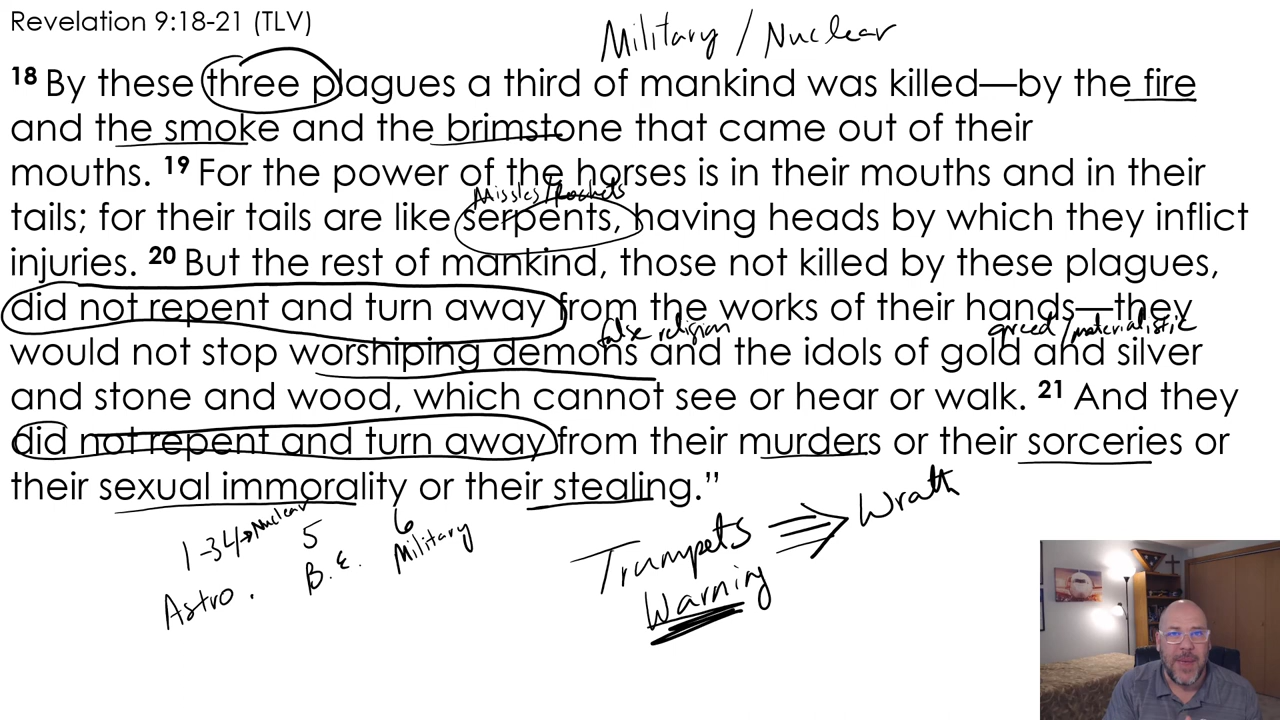 Revelation 9:18-21 (TLV)
Military / Nuclear
18 By these three plagues a third of mankind was killed—by the fire
and the smoke and the brimstone that came out of their
mouths. 19 For the power of the horses is in their mouths and in their
Missles/Rockets
tails; for their tails are like serpents, having heads by which they inflict
injuries. 20 But the rest of mankind, those not killed by these plagues,
did not repent and turn away from the works of their hands—they
false religion greed/materialistic
would not stop worshiping demons and the idols of gold and silver
and stone and wood, which cannot see or hear or walk. 21 And they
did not repent and turn away from their murders or their sorceries or
their sexual immorality or their stealing.”
1-3 4→Nuclear 5 6
Astro. B.E. Military
Trumpets ⇒ Wrath
Warning